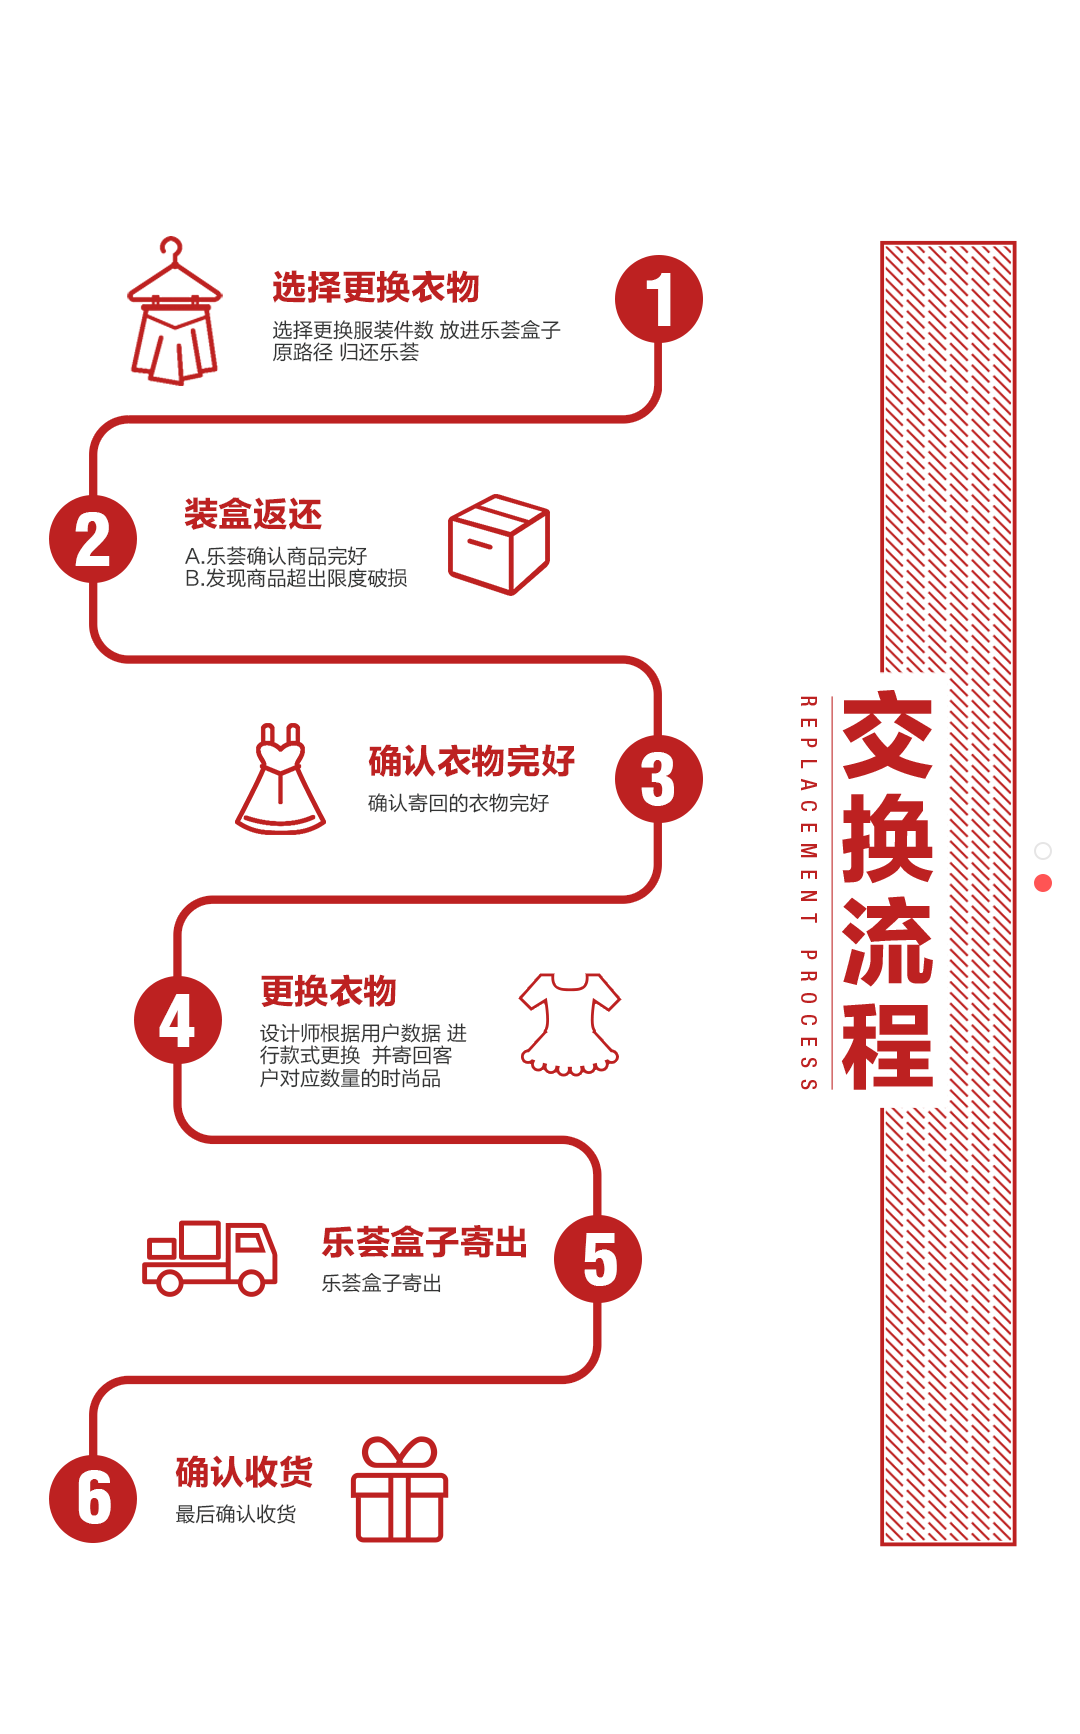 1
选择更换衣物
选择更换服装件数 放进乐荟盒子
原路径 归还乐荟
2
装盒返还
A.乐荟确认商品完好
B.发现商品超出限度破损
3
确认衣物完好
确认寄回的衣物完好
4
更换衣物
设计师根据用户数据 进
行款式更换  并寄回客
户对应数量的时尚品
5
乐荟盒子寄出
乐荟盒子寄出
6
确认收货
最后确认收货
交换流程
REPLACEMENT PROCESS